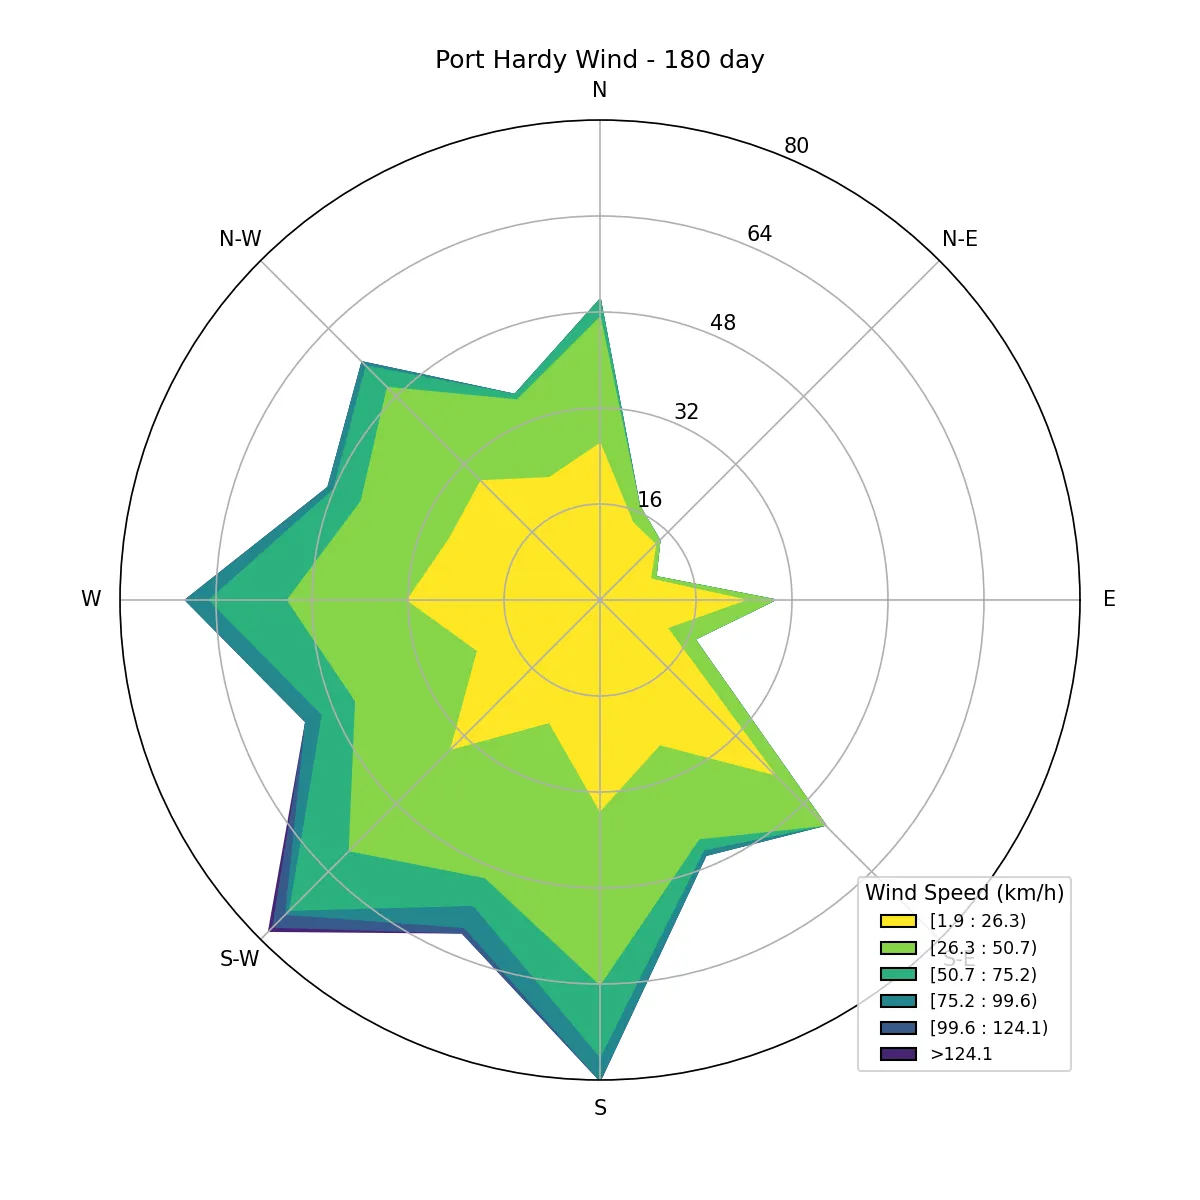 Port Hardy Wind - 180 day
N
80
N-W
64
N-E
48
32
16
W
E
S-W
S-E
S
Wind Speed (km/h)
[1.9 : 26.3)
[26.3 : 50.7)
[50.7 : 75.2)
[75.2 : 99.6)
[99.6 : 124.1)
>124.1